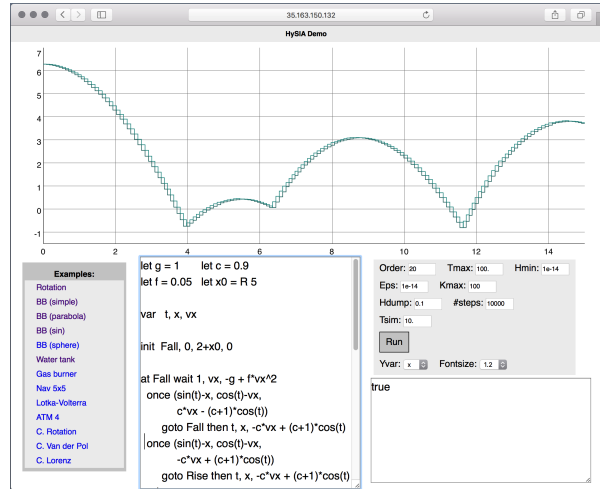 35.163.150.132
HySIA Demo
7
6
5
4
3
2
1
0
-1
0 2 4 6 8 10 12 14
Examples:
Rotation
BB (simple)
BB (parabola)
BB (sin)
BB (sphere)
Water tank
Gas burner
Nav 5x5
Lotka-Volterra
ATM 4
C. Rotation
C. Van der Pol
C. Lorenz
let g = 1 let c = 0.9
let f = 0.05 let x0 = R 5
var t, x, vx
init Fall, 0, 2+x0, 0
at Fall wait 1, vx, -g + f*vx^2
once (sin(t)-x, cos(t)-vx,
c*vx - (c+1)*cos(t))
goto Fall then t, x, -c*vx + (c+1)*cos(t)
once (sin(t)-x, cos(t)-vx,
-c*vx + (c+1)*cos(t))
goto Rise then t, x, -c*vx + (c+1)*cos(t)
Order: 20 Tmax: 100. Hmin: 1e-14
Eps: 1e-14 Kmax: 100
Hdump: 0.1 #steps: 10000
Tsim: 10.
Run
Yvar: x Fontsize: 1.2
true